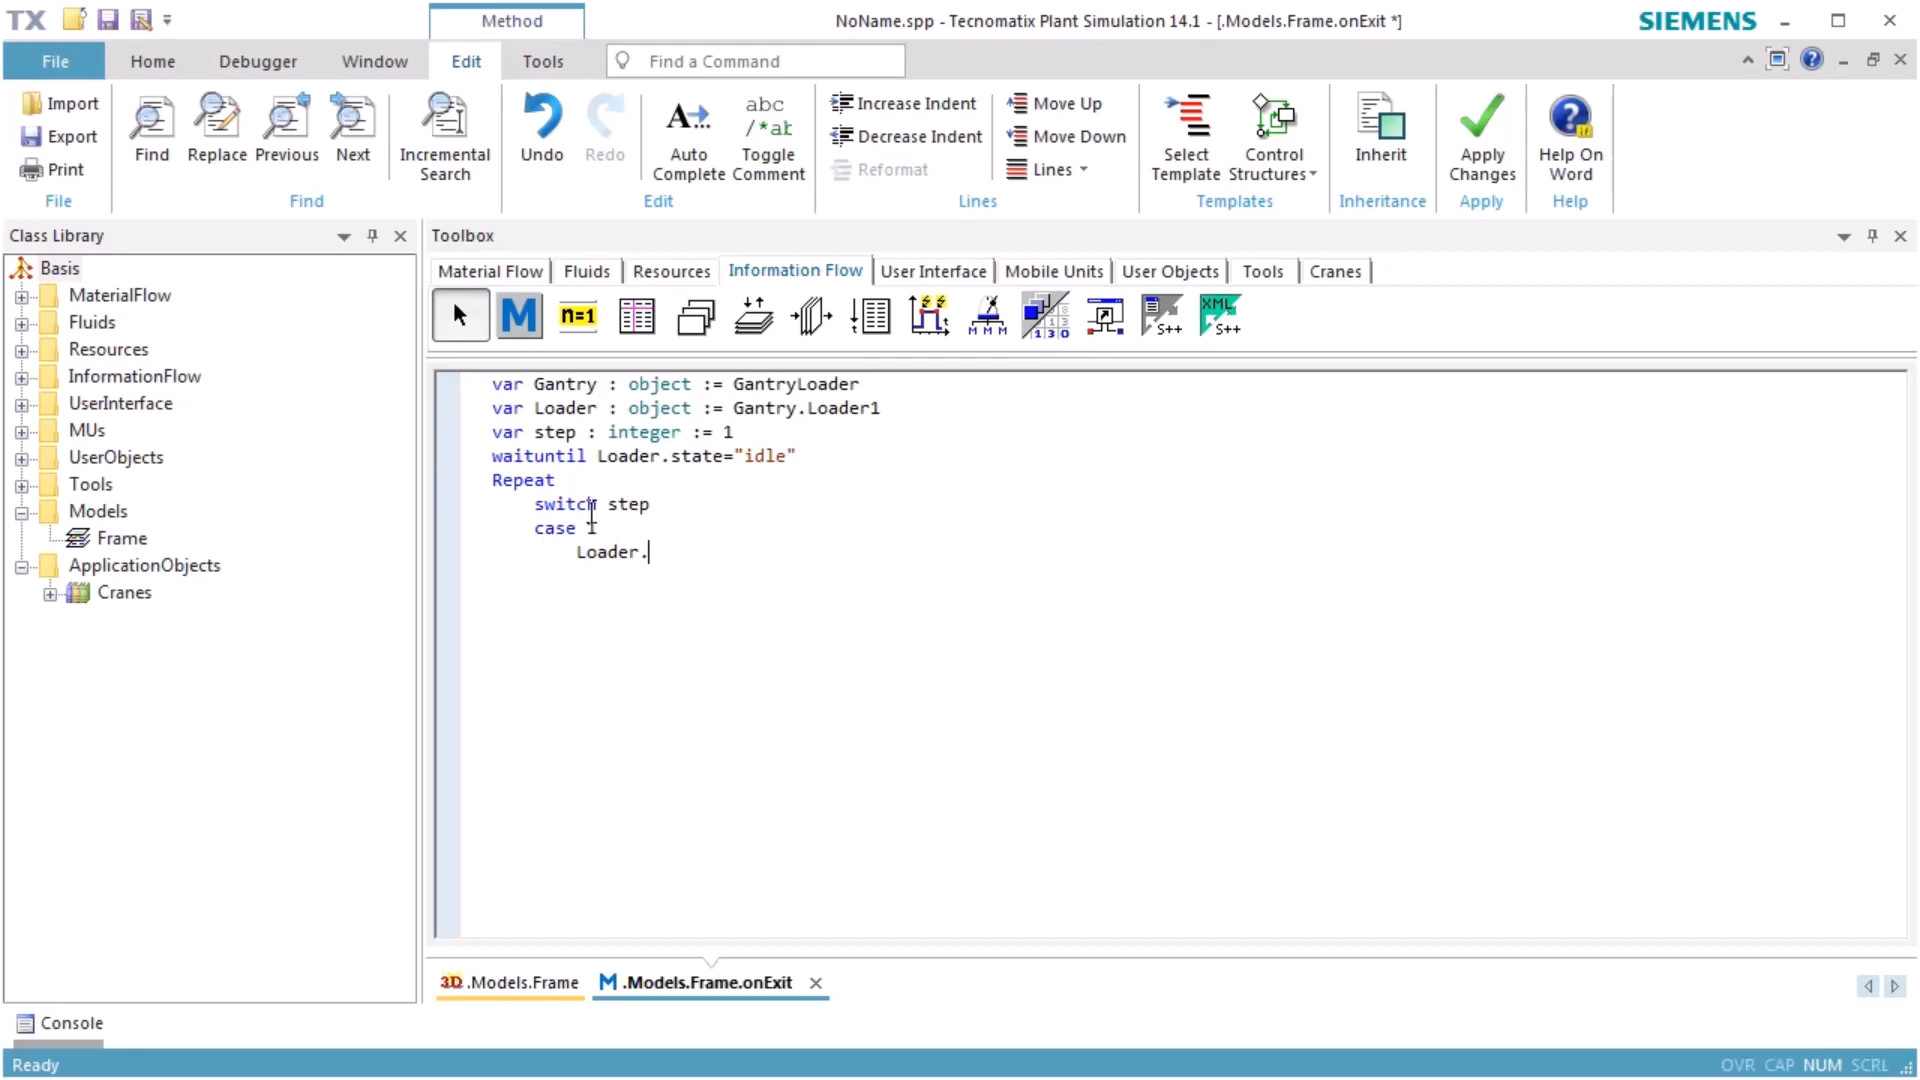 TX
Method
NoName.spp - Tecnomatix Plant Simulation 14.1 - [.Models.Frame.onExit *]
SIEMENS
File
Home
Debugger
Window
Edit
Tools
Find a Command
Import
Export
Print
File
Find
Replace
Previous
Next
Incremental
Search
Find
Undo
Redo
A
Auto
Complete
abc
/*ab
Toggle
Comment
Edit
Increase Indent
Decrease Indent
Reformat
Move Up
Move Down
Lines
Lines
Select
Template
Control
Structures
Templates
Inherit
Inheritance
Apply
Changes
Apply
Help On
Word
Help
Class Library
Basis
MaterialFlow
Fluids
Resources
InformationFlow
UserInterface
MUs
UserObjects
Tools
Models
Frame
ApplicationObjects
Cranes
Toolbox
Material Flow
Fluids
Resources
Information Flow
User Interface
Mobile Units
User Objects
Tools
Cranes
M
n=1
M M M
1 3 0
S++
XML
S++
var Gantry : object := GantryLoader
var Loader : object := Gantry.Loader1
var step : integer := 1
waituntil Loader.state="idle"
Repeat
switch step
case 1
Loader.
3D .Models.Frame
M .Models.Frame.onExit
Console
Ready
OVR CAP NUM SCRL